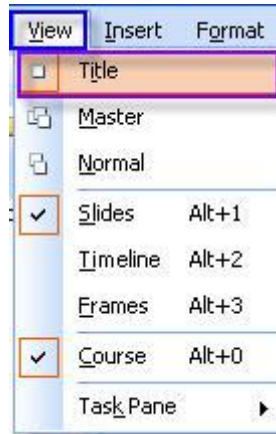 View Insert Format
Title
Master
Normal
Slides Alt+1
Timeline Alt+2
Frames Alt+3
Course Alt+0
Task Pane